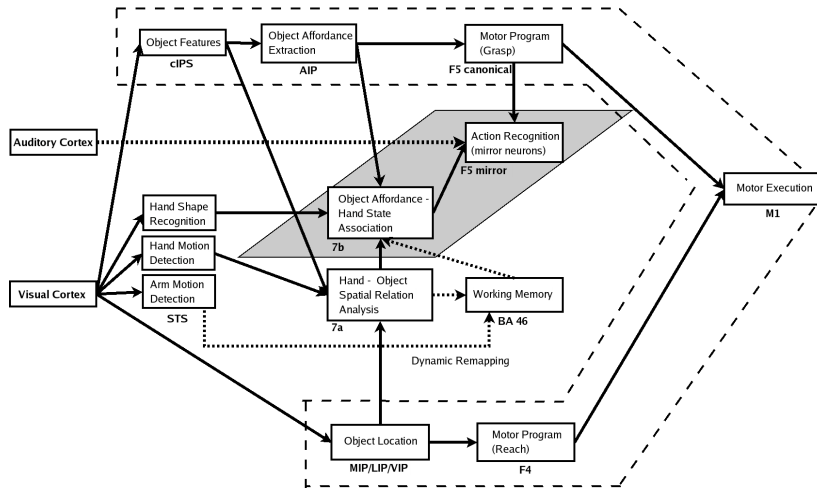 Object Features
cIPS
Object Affordance
Extraction
AIP
Motor Program
(Grasp)
F5 canonical
Auditory Cortex
Action Recognition
(mirror neurons)
F5 mirror
Motor Execution
M1
Hand Shape
Recognition
Object Affordance -
Hand State
Association
7b
Hand Motion
Detection
Visual Cortex
Arm Motion
Detection
STS
Hand - Object
Spatial Relation
Analysis
7a
Working Memory
BA 46
Dynamic Remapping
Object Location
MIP/LIP/VIP
Motor Program
(Reach)
F4